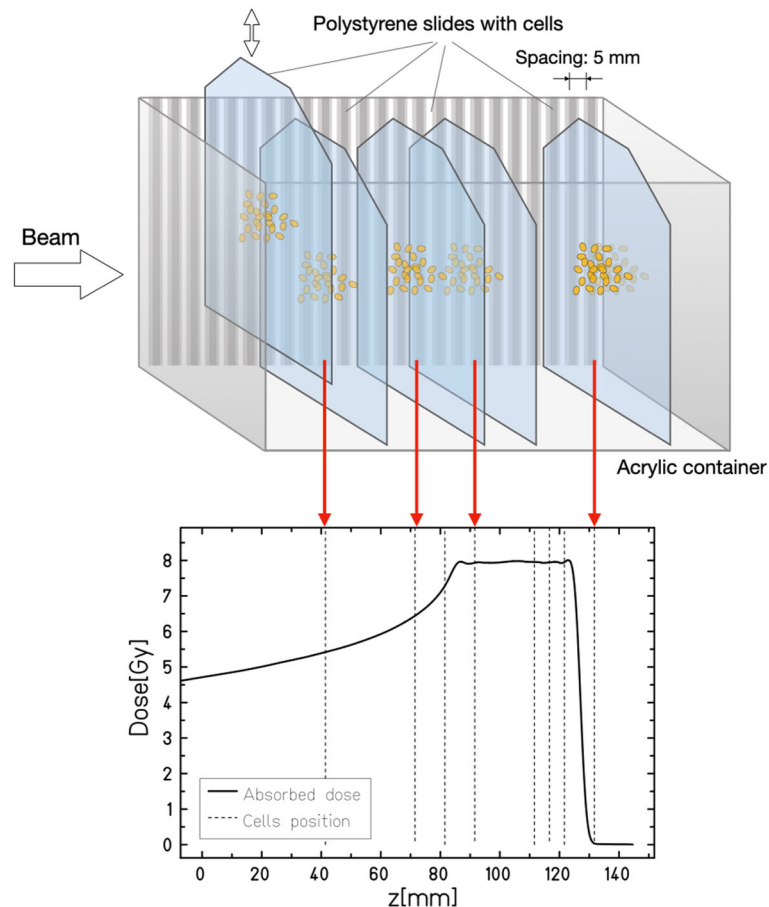 Polystyrene slides with cells
Spacing: 5 mm
Beam
Acrylic container
8
7
6
5
4
3
2
1
0
Dose[Gy]
Absorbed dose
Cells position
0 20 40 60 80 100 120 140
z[mm]